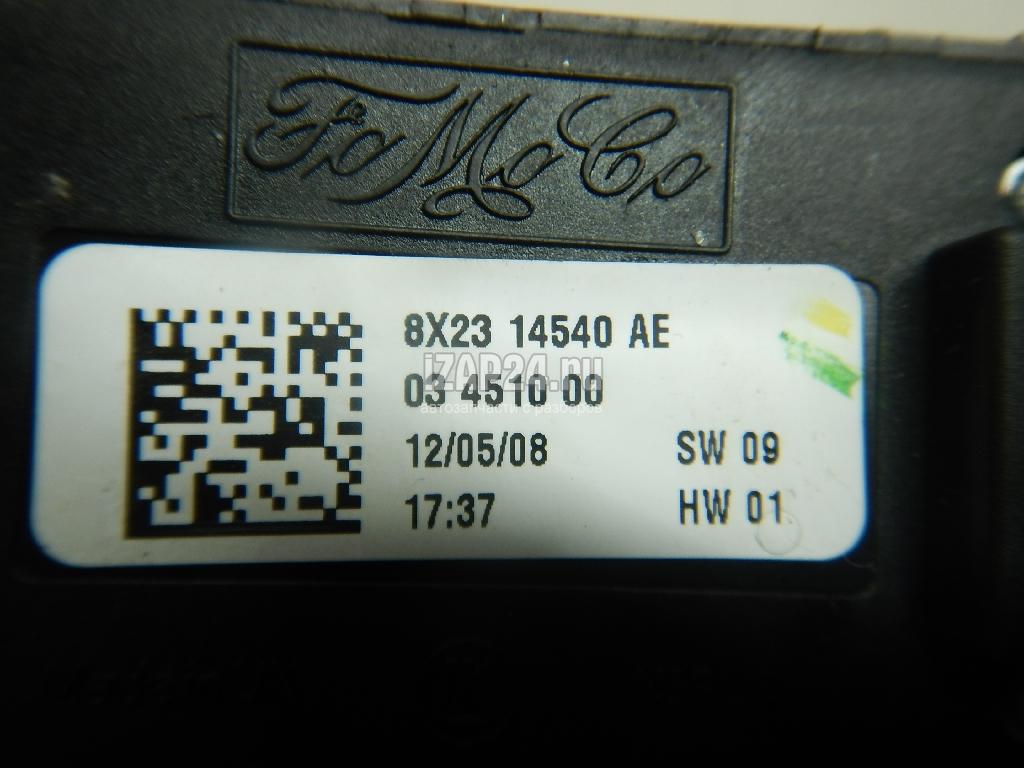 FoMoCo
8X23 14540 AE
iZAP24.ru
03 4510 00
автозапчасти с разборов
12/05/08 SW 09
17:37 HW 01